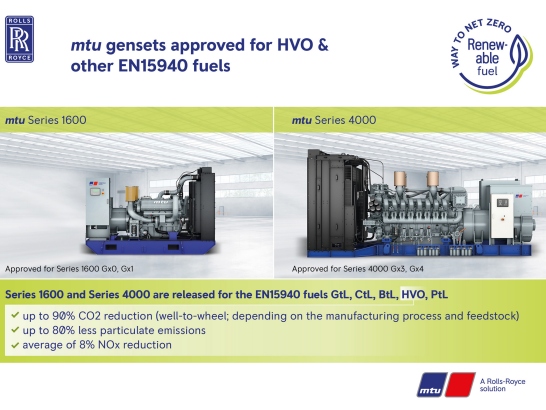 ROLLS
RR
ROYCE
mtu gensets approved for HVO &
other EN15940 fuels
WAY TO NET ZERO
Renew-
able
fuel
mtu Series 1600
mtu Series 4000
Approved for Series 1600 Gx0, Gx1
Approved for Series 4000 Gx3, Gx4
Series 1600 and Series 4000 are released for the EN15940 fuels GtL, CtL, BtL, HVO, PtL
up to 90% CO2 reduction (well-to-wheel; depending on the manufacturing process and feedstock)
up to 80% less particulate emissions
average of 8% NOx reduction
mtu
A Rolls-Royce
solution